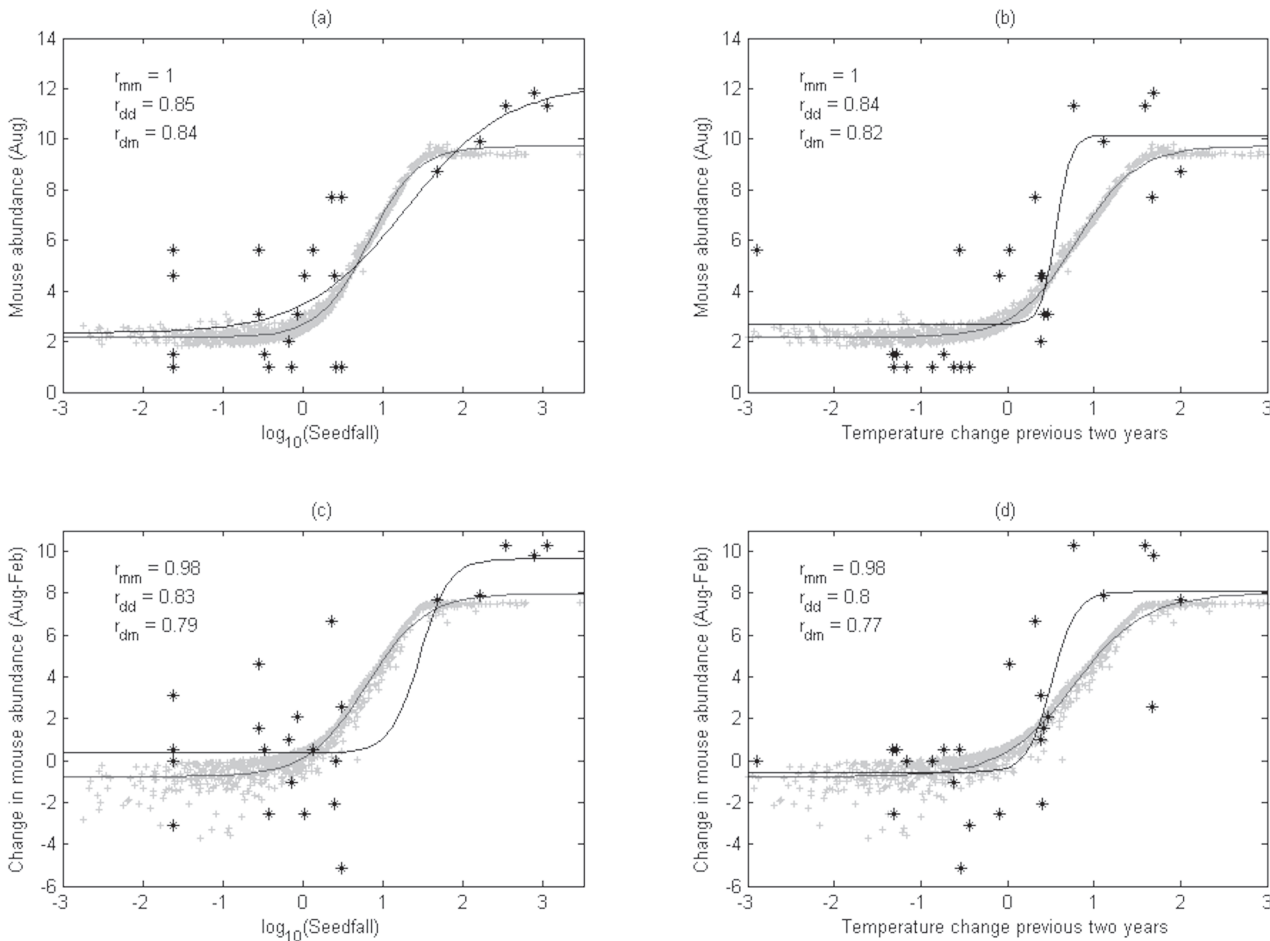 (a)
14
12
10
8
6
4
2
0
Mouse abundance (Aug)
r_mm = 1
r_dd = 0.85
r_dm = 0.84
-3 -2 -1 0 1 2 3
log_10(Seedfall)
(b)
14
12
10
8
6
4
2
0
Mouse abundance (Aug)
r_mm = 1
r_dd = 0.84
r_dm = 0.82
-3 -2 -1 0 1 2 3
Temperature change previous two years
(c)
10
8
6
4
2
0
-2
-4
-6
Change in mouse abundance (Aug-Feb)
r_mm = 0.98
r_dd = 0.83
r_dm = 0.79
-3 -2 -1 0 1 2 3
log_10(Seedfall)
(d)
10
8
6
4
2
0
-2
-4
-6
Change in mouse abundance (Aug-Feb)
r_mm = 0.98
r_dd = 0.8
r_dm = 0.77
-3 -2 -1 0 1 2 3
Temperature change previous two years